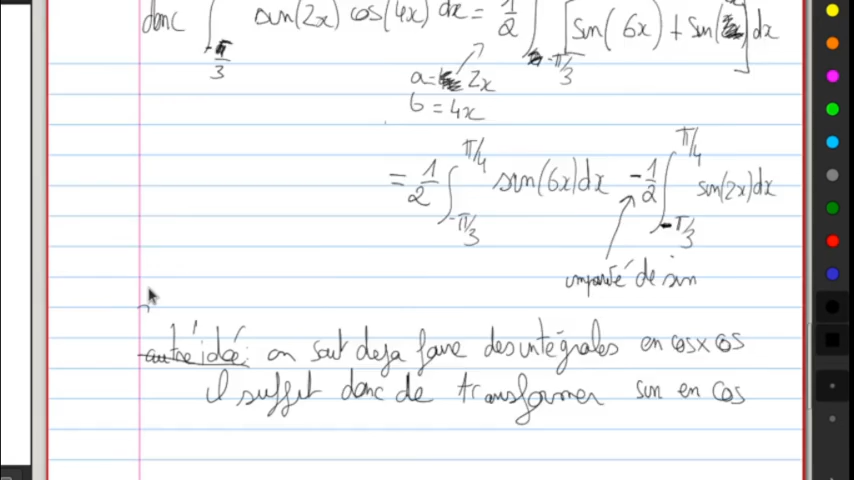 donc ∫_{-π/3} sin(2x) cos(4x) dx = 1/2 ∫_{-π/3} [sin(6x) + sin( )] dx
a = 2x
b = 4x
= 1/2 ∫_{-π/3}^{π/4} sin(6x)dx - 1/2 ∫_{-π/3}^{π/4} sin(2x)dx
imparité de sin
autre idée: on sait deja faire des intégrales en cos x cos
il suffit donc de transformer sin en cos